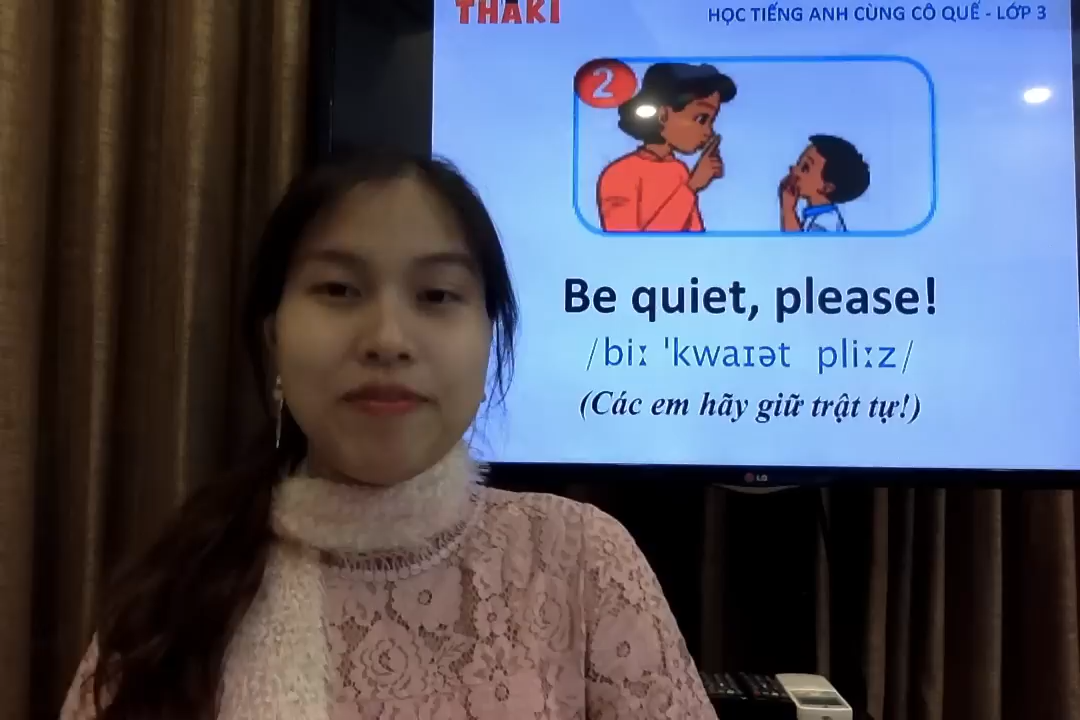 THAKI
HỌC TIẾNG ANH CÙNG CÔ QUẾ - LỚP 3
2
Be quiet, please!
/biː ˈkwaɪət pliːz/
(Các em hãy giữ trật tự!)
LG